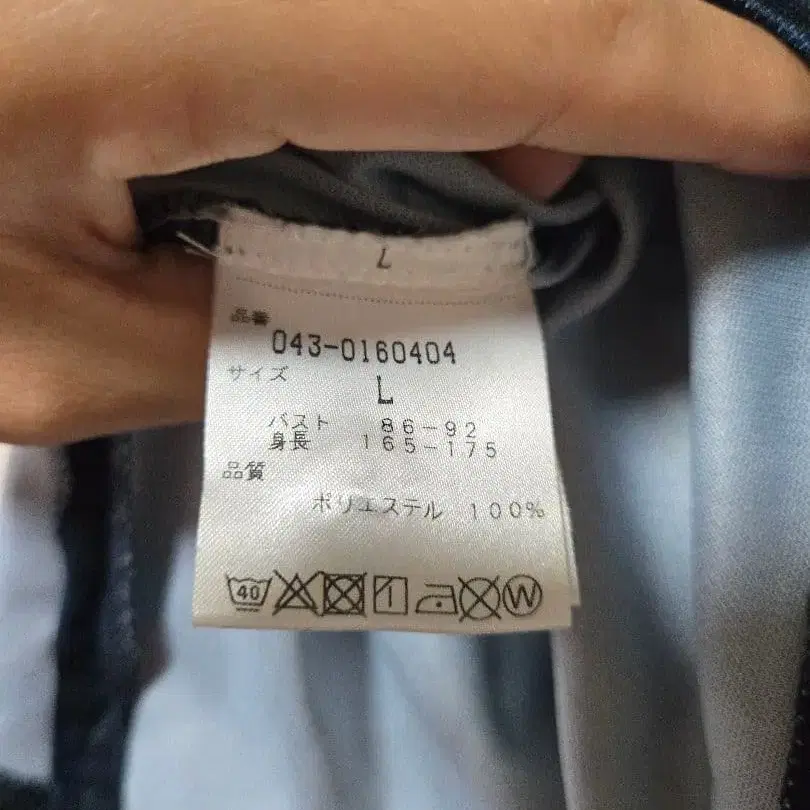 L
品番
043-0160404
サイズ
L
バスト 86-92
身長 165-175
品質
ポリエステル 100%
40 W